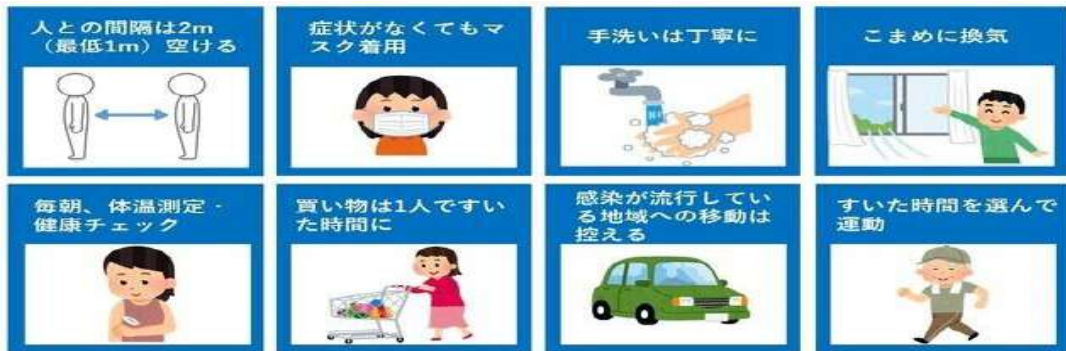 人との間隔は2m
（最低1m）空ける
症状がなくてもマ
スク着用
手洗いは丁寧に
こまめに換気
毎朝、体温測定・
健康チェック
買い物は1人ですい
た時間に
感染が流行してい
る地域への移動は
控える
すいた時間を選んで
運動